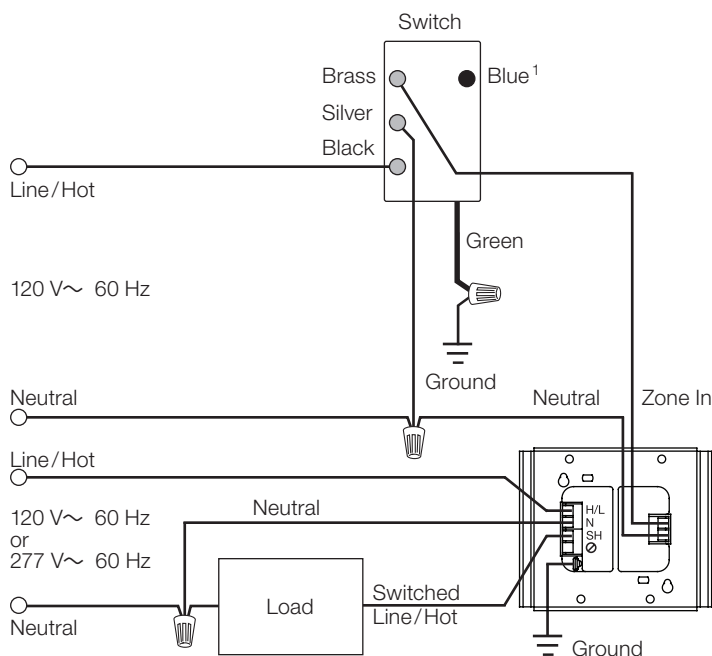 Switch
Brass
Blue¹
Silver
Black
Line/Hot
Green
120 V~ 60 Hz
Ground
Neutral
Neutral
Zone In
Line/Hot
H/L
N
SH
Neutral
120 V~ 60 Hz
or
277 V~ 60 Hz
Load
Switched
Line/Hot
Neutral
Ground